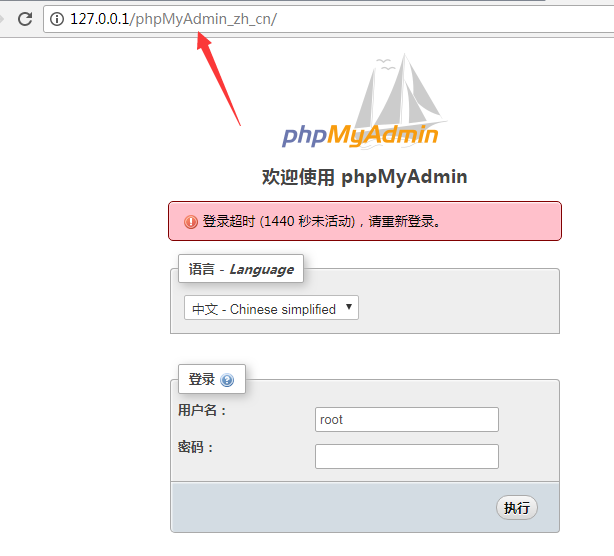 127.0.0.1/phpMyAdmin_zh_cn/
phpMyAdmin
欢迎使用 phpMyAdmin
登录超时 (1440 秒未活动)，请重新登录。
语言 - Language
中文 - Chinese simplified
登录
用户名：
root
密码：
执行